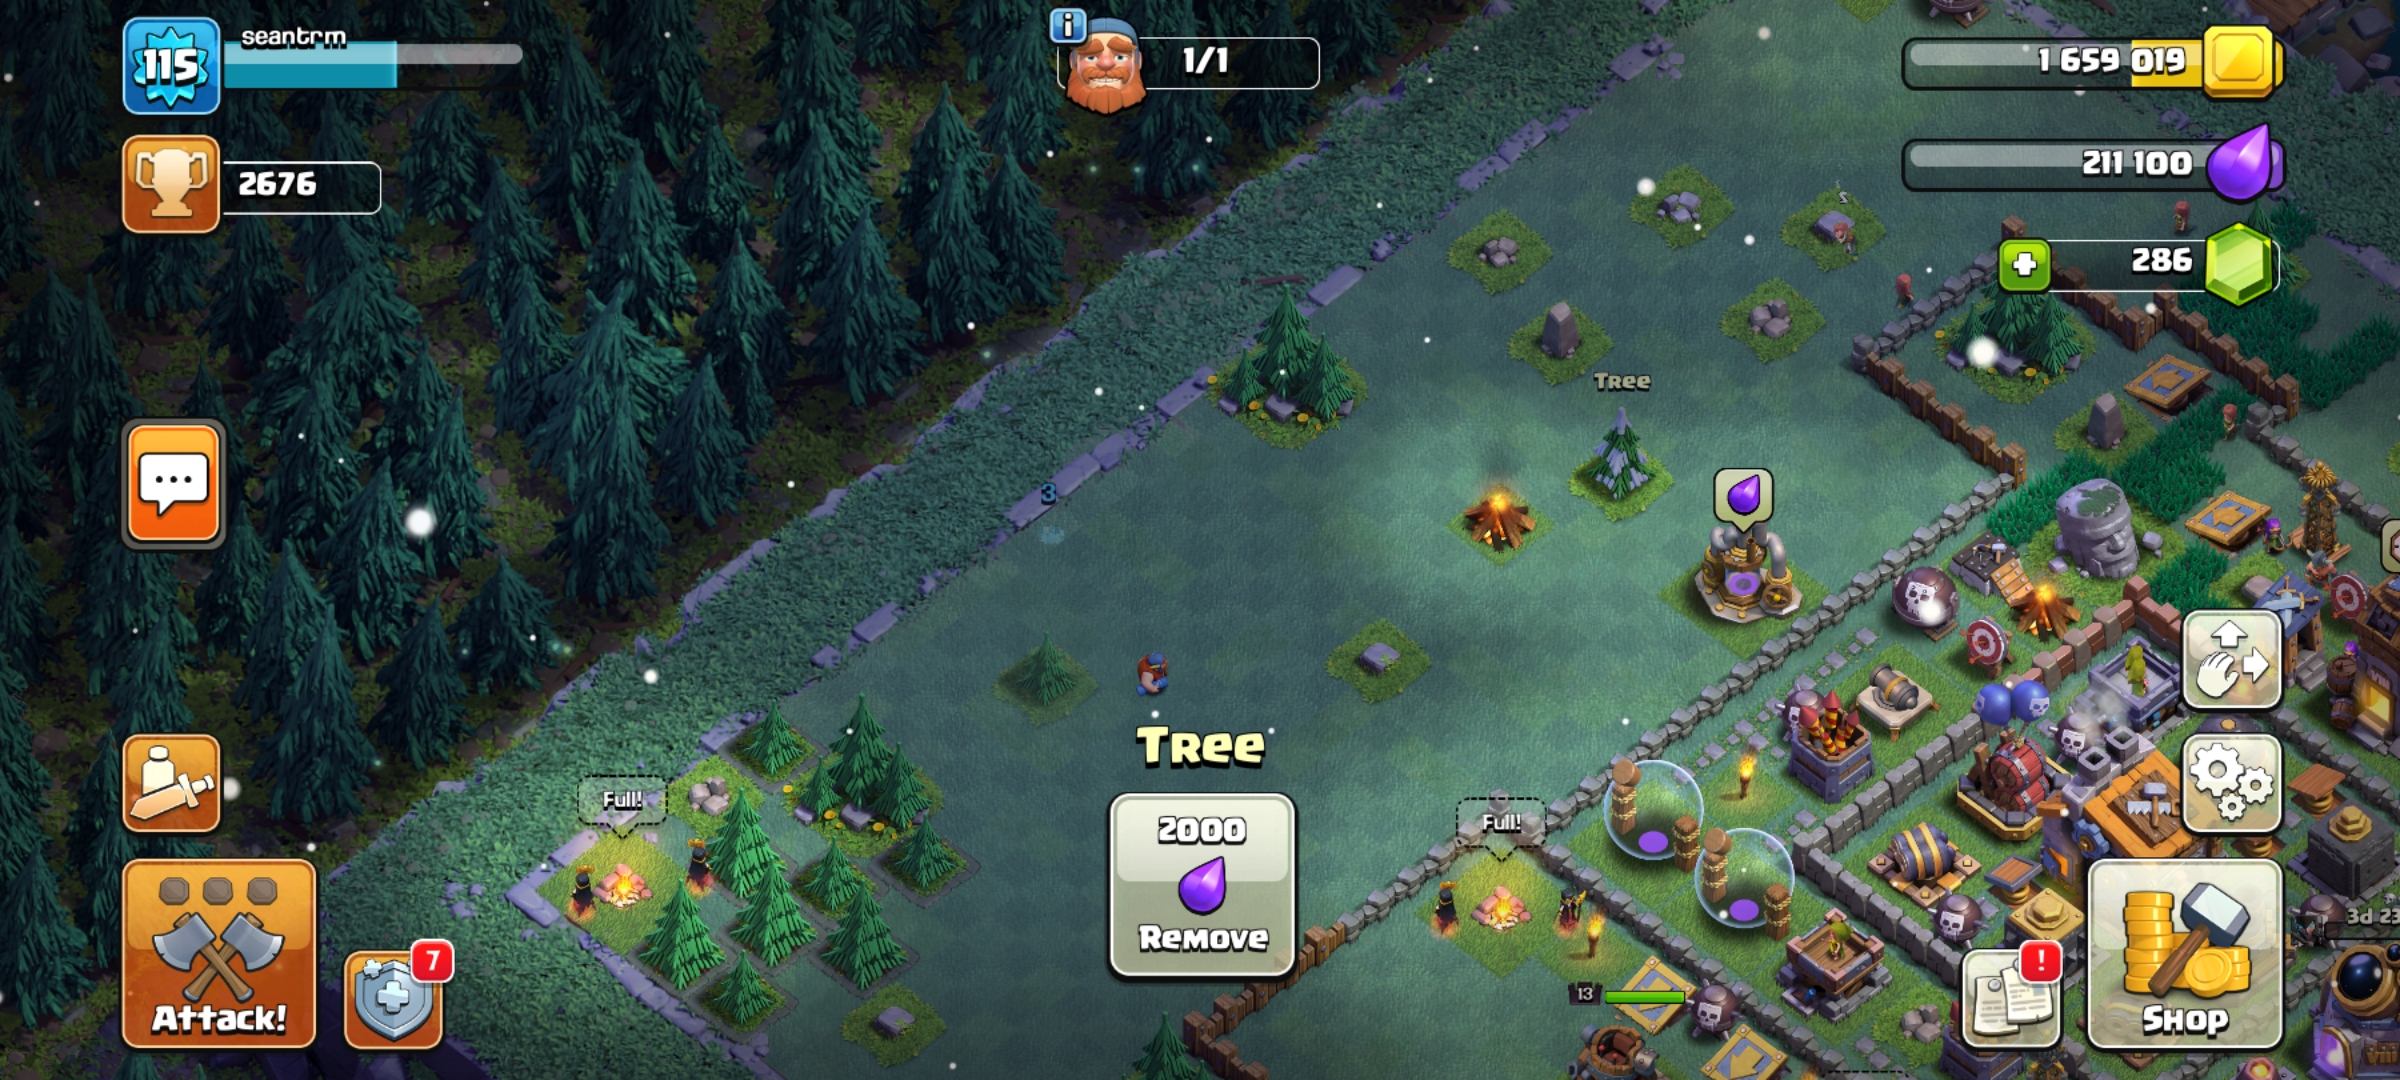 115
seantrm
i
1/1
1 659 019
2676
211 100
286
Tree
3
Full!
Tree
Full!
2000
Remove
3d 23
7
!
13
Attack!
Shop